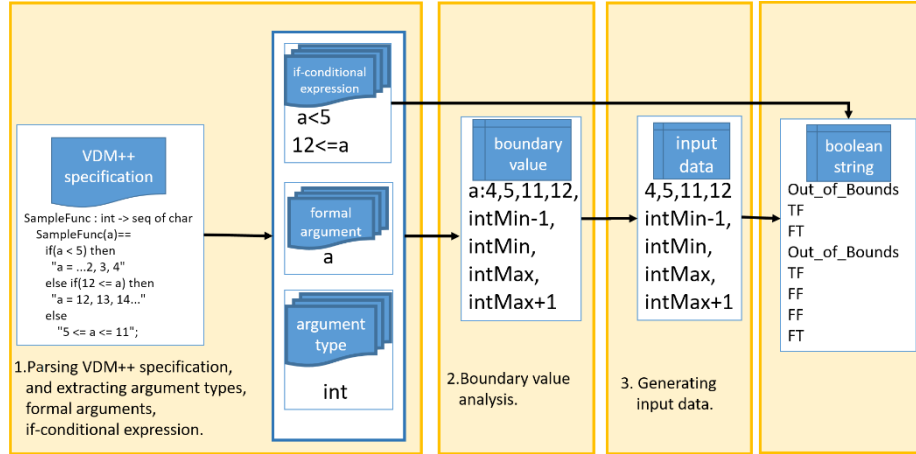 VDM++
specification
SampleFunc : int -> seq of char
SampleFunc(a)==
if(a < 5) then
"a = ...2, 3, 4"
else if(12 <= a) then
"a = 12, 13, 14..."
else
"5 <= a <= 11";
1.Parsing VDM++ specification,
and extracting argument types,
formal arguments,
if-conditional expression.
if-conditional
expression
a<5
12<=a
formal
argument
a
argument
type
int
boundary
value
a:4,5,11,12,
intMin-1,
intMin,
intMax,
intMax+1
2.Boundary value
analysis.
input
data
4,5,11,12
intMin-1,
intMin,
intMax,
intMax+1
3. Generating
input data.
boolean
string
Out_of_Bounds
TF
FT
Out_of_Bounds
TF
FF
FF
FT